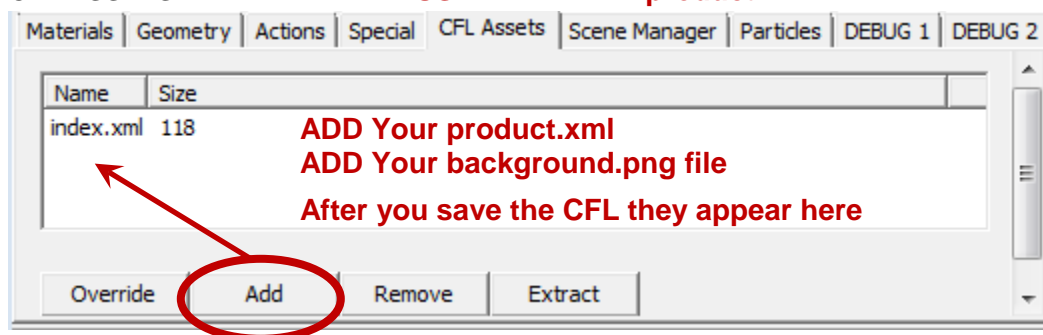 Materials Geometry Actions Special CFL Assets Scene Manager Particles DEBUG 1 DEBUG 2
Name Size
index.xml 118
ADD Your product.xml
ADD Your background.png file
After you save the CFL they appear here
Override Add Remove Extract